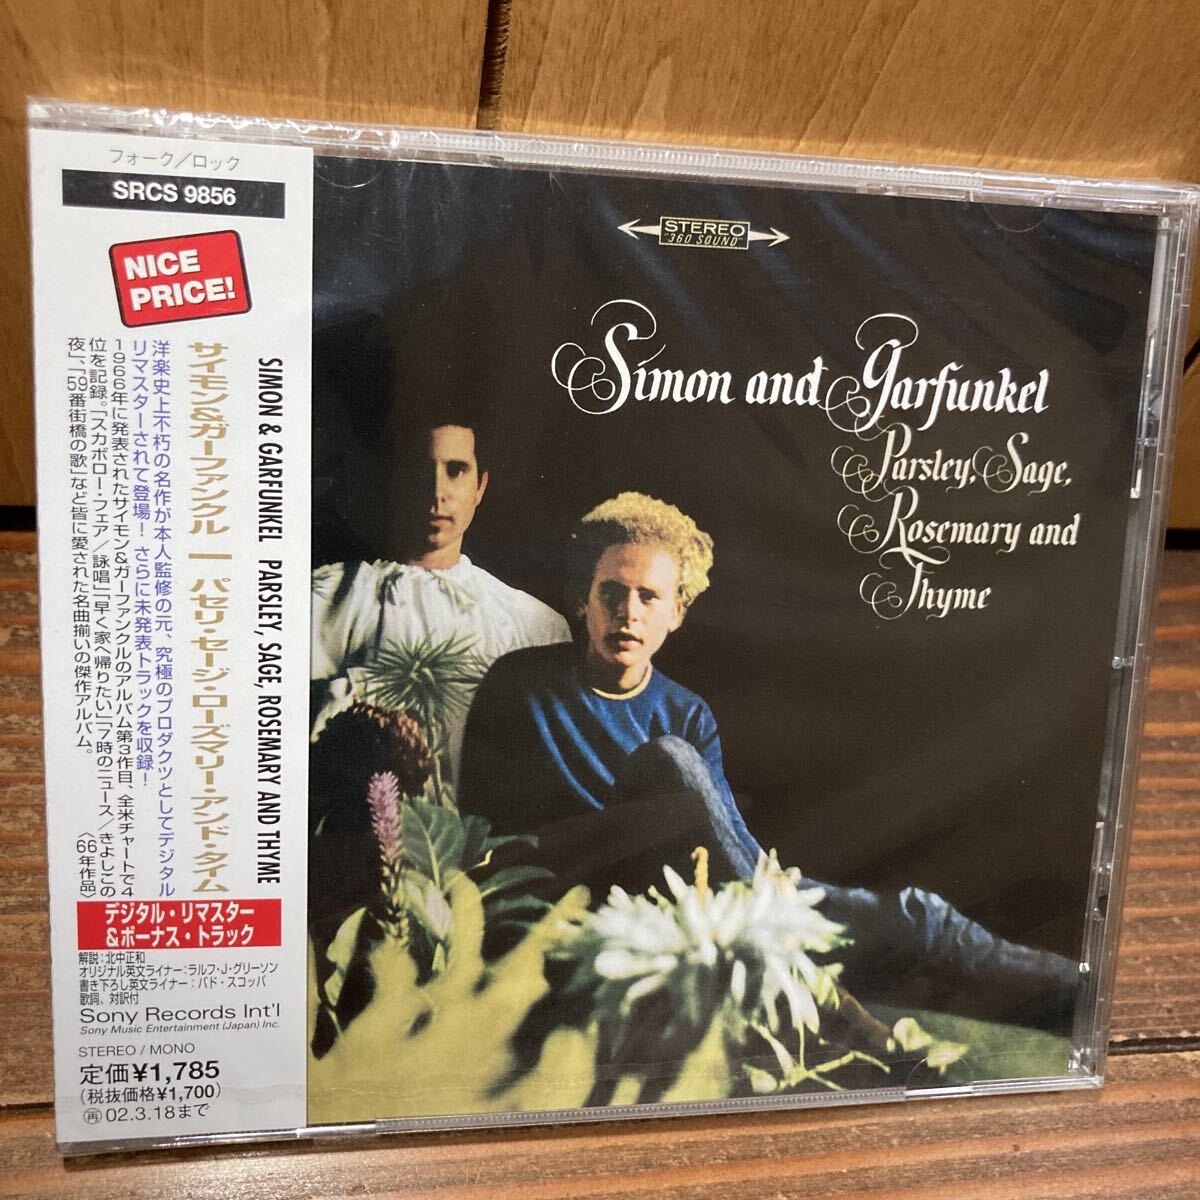 フォーク／ロック
SRCS 9856
NICE
PRICE!
SIMON & GARFUNKEL PARSLEY, SAGE, ROSEMARY AND THYME
サイモン&ガーファンクル｜パセリ・セージ・ローズマリー・アンド・タイム
洋楽史上不朽の名作が本人監修の元、究極のプロダクツとしてデジタル
リマスターされて登場！さらに未発表トラックを収録！
1966年に発表されたサイモン&ガーファンクルのアルバム第3作目、全米チャートで4
位を記録。「スカボロー・フェア／詠唱」「早く家へ帰りたい」「7時のニュース／きよしこの
夜」、「59番街橋の歌」など皆に愛された名曲揃いの傑作アルバム。
〈66年作品〉
デジタル・リマスター
&ボーナス・トラック
解説：北中正和
オリジナル英文ライナー：ラルフ・J・グリーソン
書き下ろし英文ライナー：バド・スコッパ
歌詞、対訳付
Sony Records Int'l
Sony Music Entertainment (Japan) Inc.
STEREO / MONO
定価¥1,785
(税抜価格¥1,700)
再02.3.18まで
STEREO
"360 SOUND"
Simon and Garfunkel
Parsley, Sage,
Rosemary and
Thyme